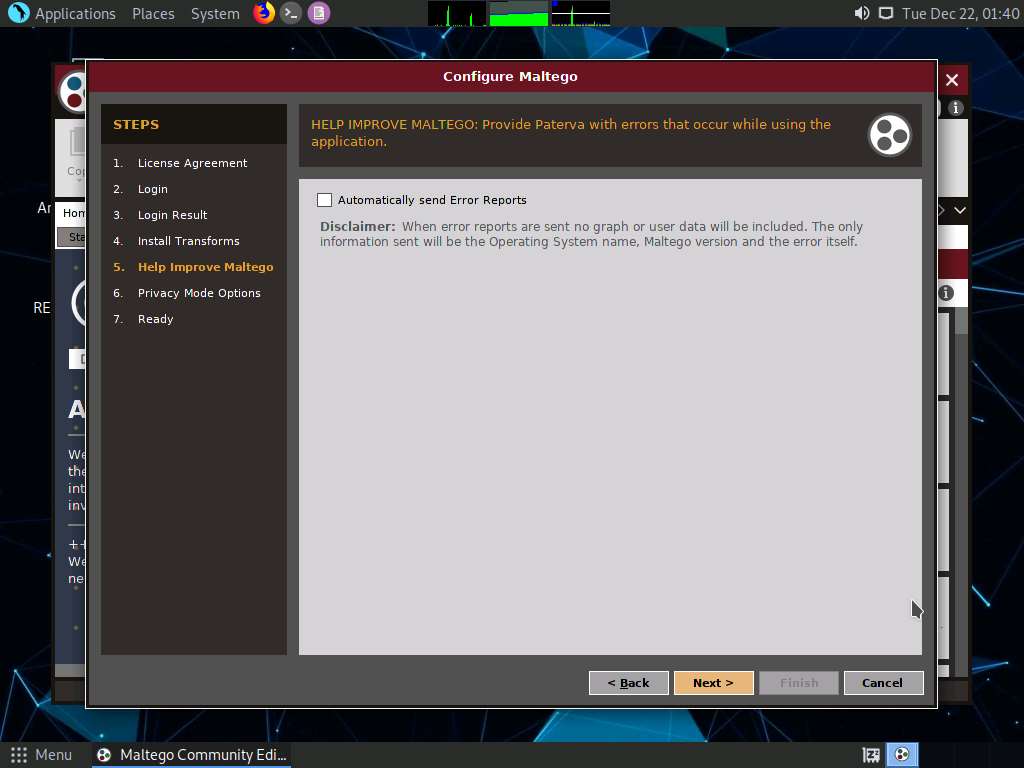 Applications Places System
Tue Dec 22, 01:40
Configure Maltego
STEPS
1. License Agreement
2. Login
3. Login Result
4. Install Transforms
5. Help Improve Maltego
6. Privacy Mode Options
7. Ready
HELP IMPROVE MALTEGO: Provide Paterva with errors that occur while using the
application.
Automatically send Error Reports
Disclaimer: When error reports are sent no graph or user data will be included. The only
information sent will be the Operating System name, Maltego version and the error itself.
< Back
Next >
Finish
Cancel
Menu
Maltego Community Edi...